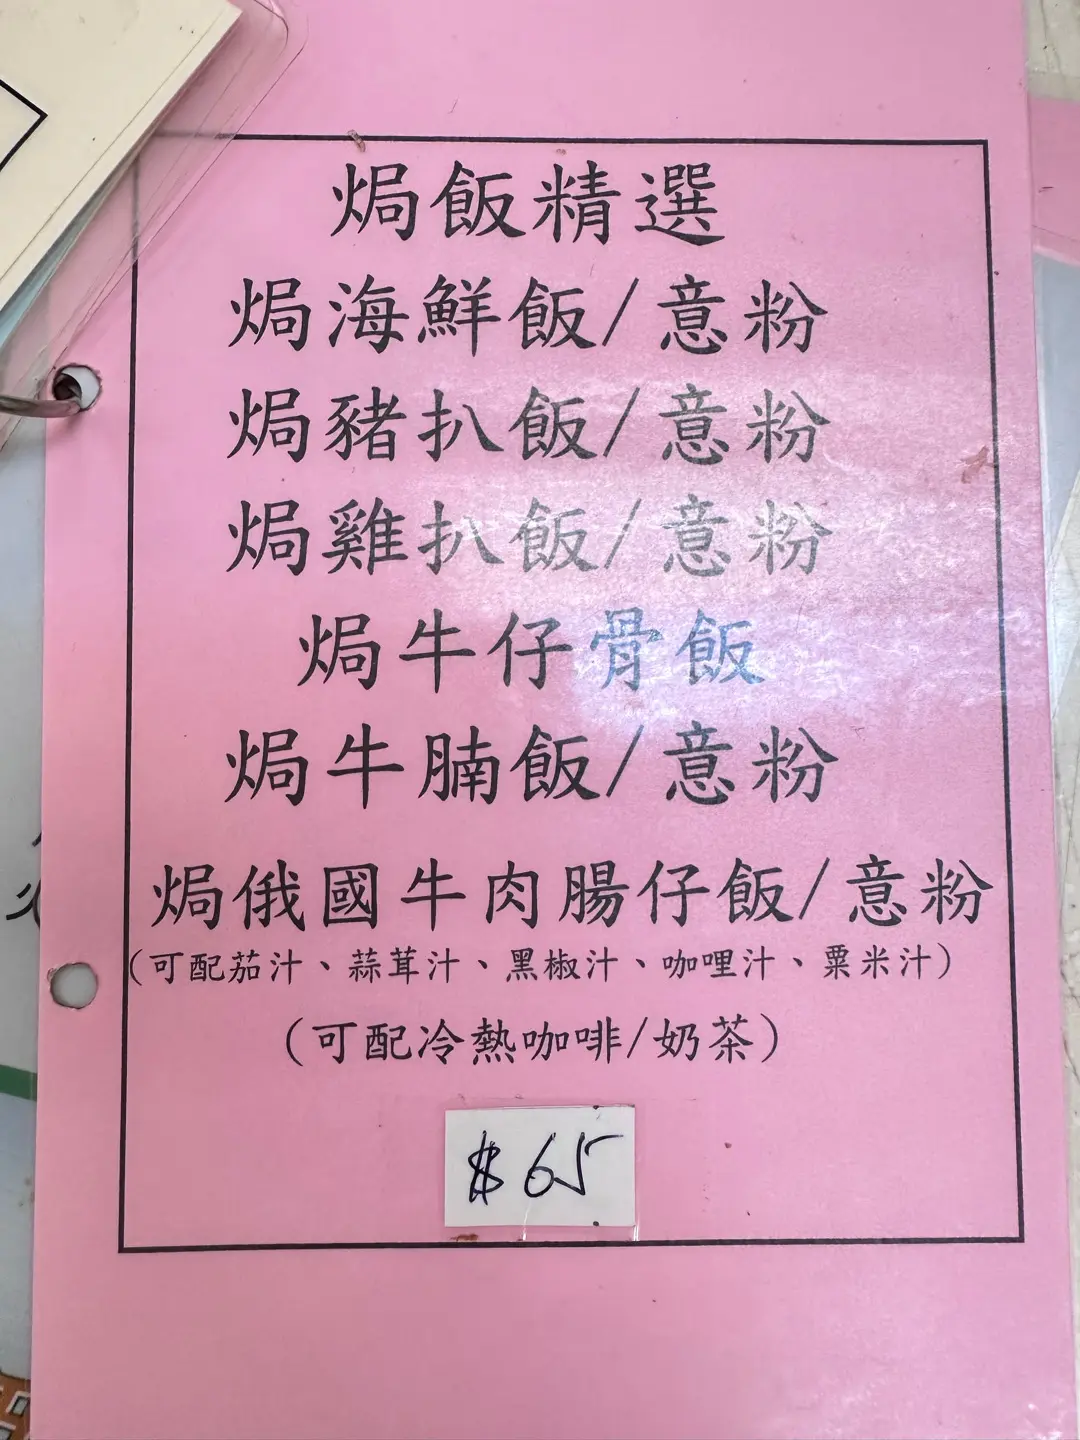 焗飯精選
焗海鮮飯/意粉
焗豬扒飯/意粉
焗雞扒飯/意粉
焗牛仔骨飯
焗牛腩飯/意粉
焗俄國牛肉腸仔飯/意粉
(可配茄汁、蒜茸汁、黑椒汁、咖哩汁、粟米汁)
(可配冷熱咖啡/奶茶)
$65